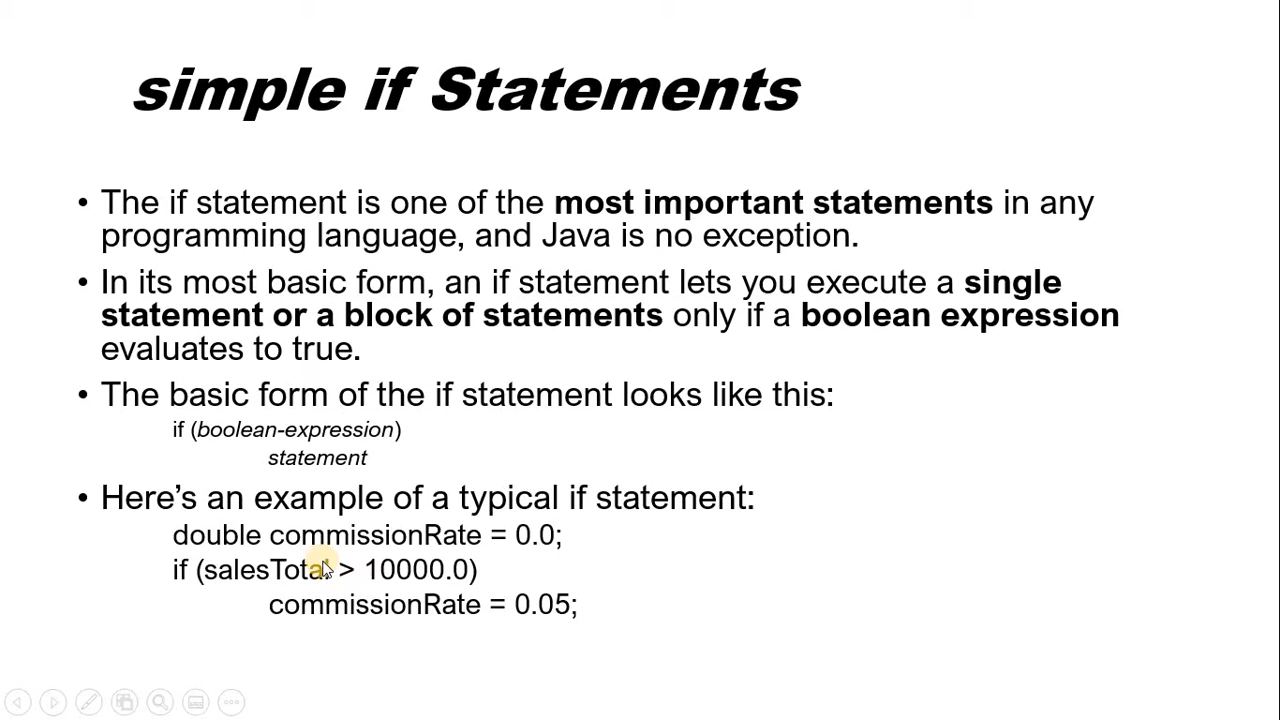 simple if Statements
• The if statement is one of the most important statements in any
programming language, and Java is no exception.
• In its most basic form, an if statement lets you execute a single
statement or a block of statements only if a boolean expression
evaluates to true.
• The basic form of the if statement looks like this:
if (boolean-expression)
statement
• Here’s an example of a typical if statement:
double commissionRate = 0.0;
if (salesTotal > 10000.0)
commissionRate = 0.05;